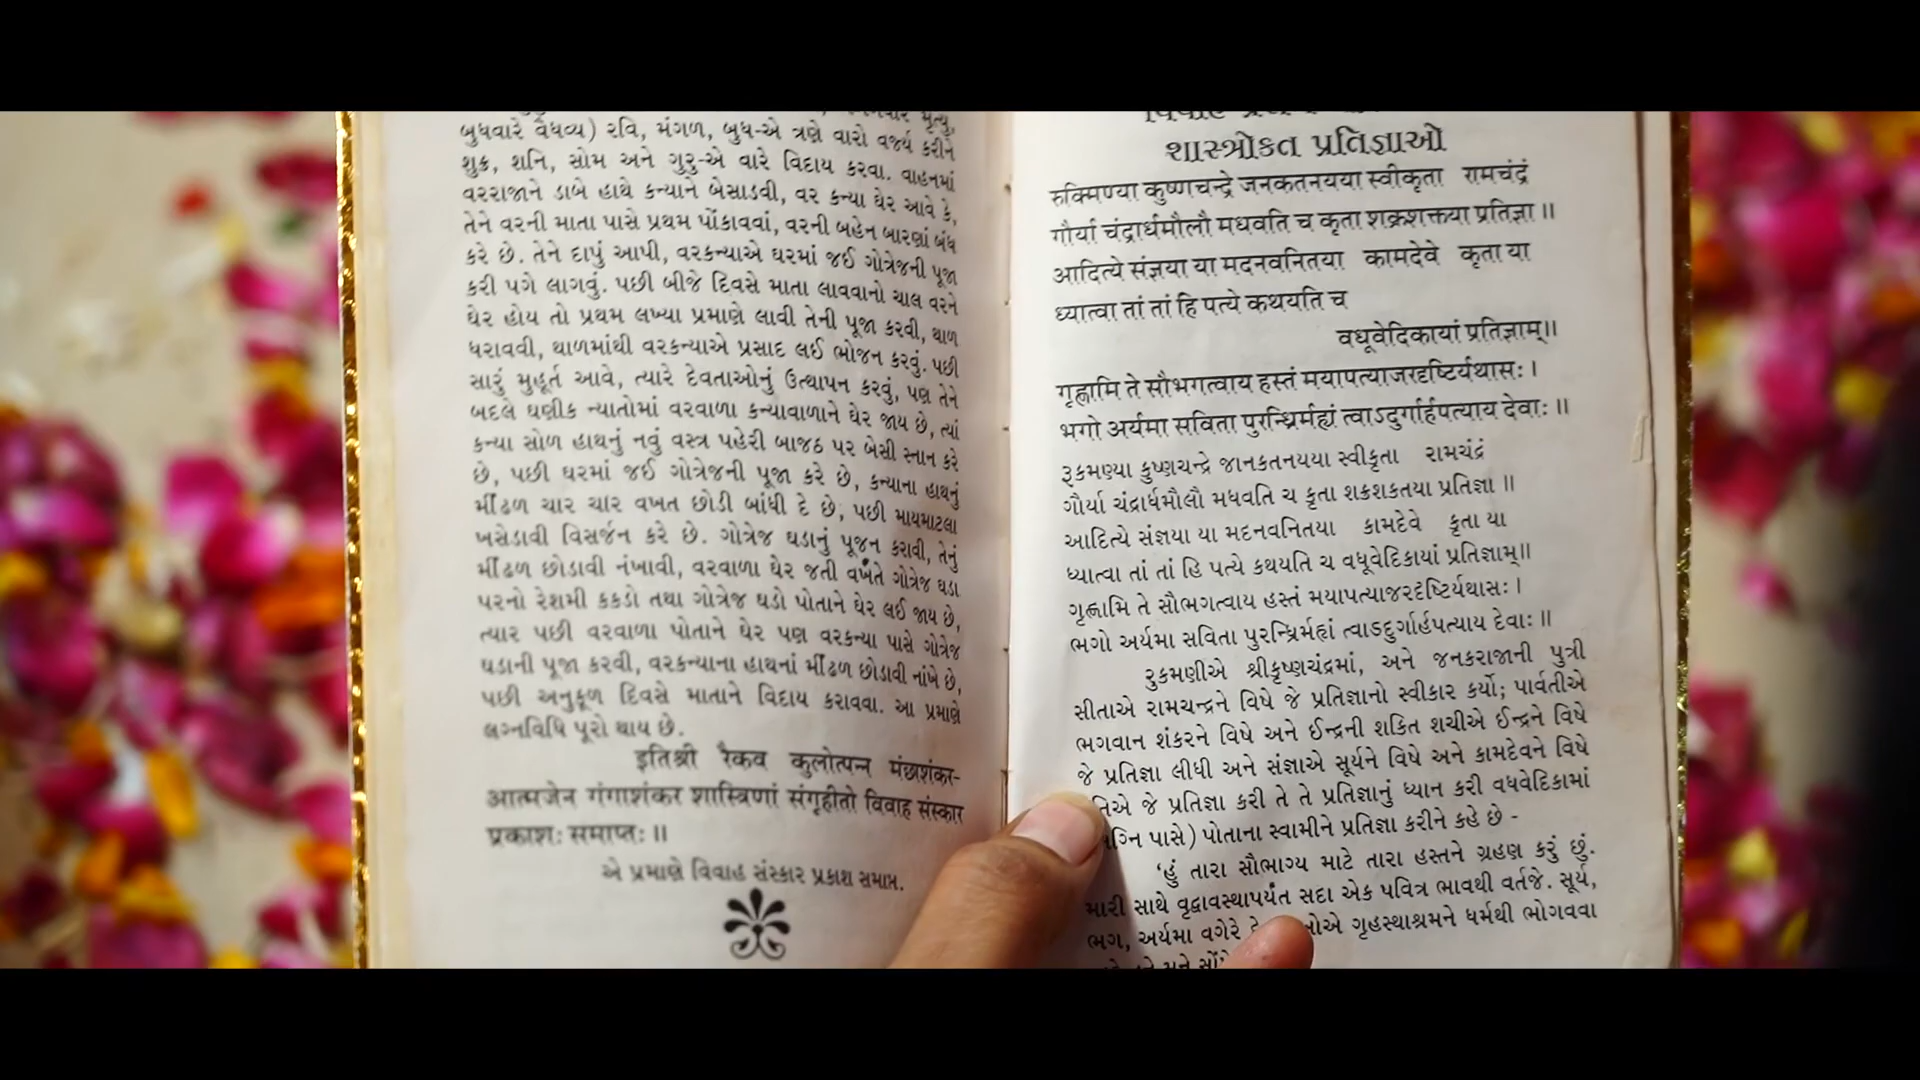 બુધવારે વૈધવ્ય) રવિ, મંગળ, બુધ-એ ત્રણે વારો વર્જ્ય કરીને
શુક્ર, શનિ, સોમ અને ગુરુ-એ વારે વિદાય કરવા. વાહનમાં
વરરાજાને ડાબે હાથે કન્યાને બેસાડવી, વર કન્યા ઘેર આવે કે,
તેને વરની માતા પાસે પ્રથમ પોંકાવવાં, વરની બહેન બારણાં બંધ
કરે છે. તેને દાપું આપી, વરકન્યાએ ઘરમાં જઈ ગોત્રેજની પૂજા
કરી પગે લાગવું. પછી બીજે દિવસે માતા લાવવાનો ચાલ વરને
ઘેર હોય તો પ્રથમ લખ્યા પ્રમાણે લાવી તેની પૂજા કરવી, થાળ
ધરાવવી, થાળમાંથી વરકન્યાએ પ્રસાદ લઈ ભોજન કરવું. પછી
સારું મુહૂર્ત આવે, ત્યારે દેવતાઓનું ઉત્થાપન કરવું, પણ તેને
બદલે ઘણીક ન્યાતોમાં વરવાળા કન્યાવાળાને ઘેર જાય છે, ત્યાં
કન્યા સોળ હાથનું નવું વસ્ત્ર પહેરી બાજઠ પર બેસી સ્નાન કરે
છે, પછી ઘરમાં જઈ ગોત્રેજની પૂજા કરે છે, કન્યાના હાથનું
મીંઢળ ચાર ચાર વખત છોડી બાંધી દે છે, પછી માયમાટલા
ખસેડાવી વિસર્જન કરે છે. ગોત્રેજ ઘડાનું પૂજન કરાવી, તેનું
મીંઢળ છોડાવી નંખાવી, વરવાળા ઘેર જતી વખતે ગોત્રેજ ઘડા
પરનો રેશમી કકડો તથા ગોત્રેજ ઘડો પોતાને ઘેર લઈ જાય છે,
ત્યાર પછી વરવાળા પોતાને ઘેર પણ વરકન્યા પાસે ગોત્રેજ
ઘડાની પૂજા કરવી, વરકન્યાના હાથનાં મીંઢળ છોડાવી નાંખે છે,
પછી અનુકૂળ દિવસે માતાને વિદાય કરાવવા. આ પ્રમાણે
લગ્નવિધિ પૂરો થાય છે.
इतिश्री रैकव कुलोत्पन्न मंछाशंकर-
आत्मजेन गंगाशंकर शास्त्रिणां संगृहीतो विवाह संस्कार
प्रकाशः समाप्तः ॥
એ પ્રમાણે વિવાહ સંસ્કાર પ્રકાશ સમાપ્ત.
શાસ્ત્રોકત પ્રતિજ્ઞાઓ
रुक्मिण्या कृष्णचन्द्रे जनकतनयया स्वीकृता रामचंद्रं
गौर्या चंद्रार्धमौलौ मधवति च कृता शक्रशक्तया प्रतिज्ञा ॥
आदित्ये संज्ञया या मदनवनितया कामदेवे कृता या
ध्यात्वा तां तां हि पत्ये कथयति च
वधूवेदिकायां प्रतिज्ञाम्॥
गृह्णामि ते सौभगत्वाय हस्तं मयापत्याजरदृष्टिर्यथासः ।
भगो अर्यमा सविता पुरन्ध्रिर्मह्यं त्वाऽदुर्गार्हपत्याय देवाः ॥
રૂકમણ્યા કુષ્ણચન્દ્રે જાનકતનયયા સ્વીકૃતા રામચંદ્રં
ગૌર્યા ચંદ્રાર્ધમૌલૌ મધવતિ ચ કૃતા શક્રશકતયા પ્રતિજ્ઞા ॥
આદિત્યે સંજ્ઞયા યા મદનવનિતયા કામદેવે કૃતા યા
ધ્યાત્વા તાં તાં હિ પત્યે કથયતિ ચ વધૂવેદિકાયાં પ્રતિજ્ઞામ્॥
ગૃહ્ણામિ તે સૌભગત્વાય હસ્તં મયાપત્યાજરદષ્ટિર્યથાસઃ ।
ભગો અર્યમા સવિતા પુરન્ધ્રિર્મહ્યં ત્વાઽદુર્ગાર્હપત્યાય દેવાઃ ॥
રુકમણીએ શ્રીકૃષ્ણચંદ્રમાં, અને જનકરાજાની પુત્રી
સીતાએ રામચન્દ્રને વિષે જે પ્રતિજ્ઞાનો સ્વીકાર કર્યો; પાર્વતીએ
ભગવાન શંકરને વિષે અને ઈન્દ્રની શકિત શચીએ ઈન્દ્રને વિષે
જે પ્રતિજ્ઞા લીધી અને સંજ્ઞાએ સૂર્યને વિષે અને કામદેવને વિષે
જે પ્રતિજ્ઞા કરી તે તે પ્રતિજ્ઞાનું ધ્યાન કરી વધવેદિકામાં
પાસે) પોતાના સ્વામીને પ્રતિજ્ઞા કરીને કહે છે -
‘હું તારા સૌભાગ્ય માટે તારા હસ્તને ગ્રહણ કરું છું.
મારી સાથે વૃદ્ધાવસ્થાપર્યંત સદા એક પવિત્ર ભાવથી વર્તજે. સૂર્ય,
ભગ, અર્યમા વગેરે ગૃહસ્થાશ્રમને ધર્મથી ભોગવવા